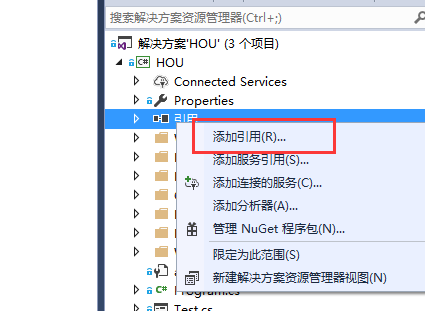 搜索解决方案资源管理器(Ctrl+;)
解决方案'HOU' (3 个项目)
HOU
Connected Services
Properties
引用
添加引用(R)...
添加服务引用(S)...
添加连接的服务(C)...
添加分析器(A)...
管理 NuGet 程序包(N)...
限定为此范围(S)
新建解决方案资源管理器视图(N)
Program.cs
Test.cs